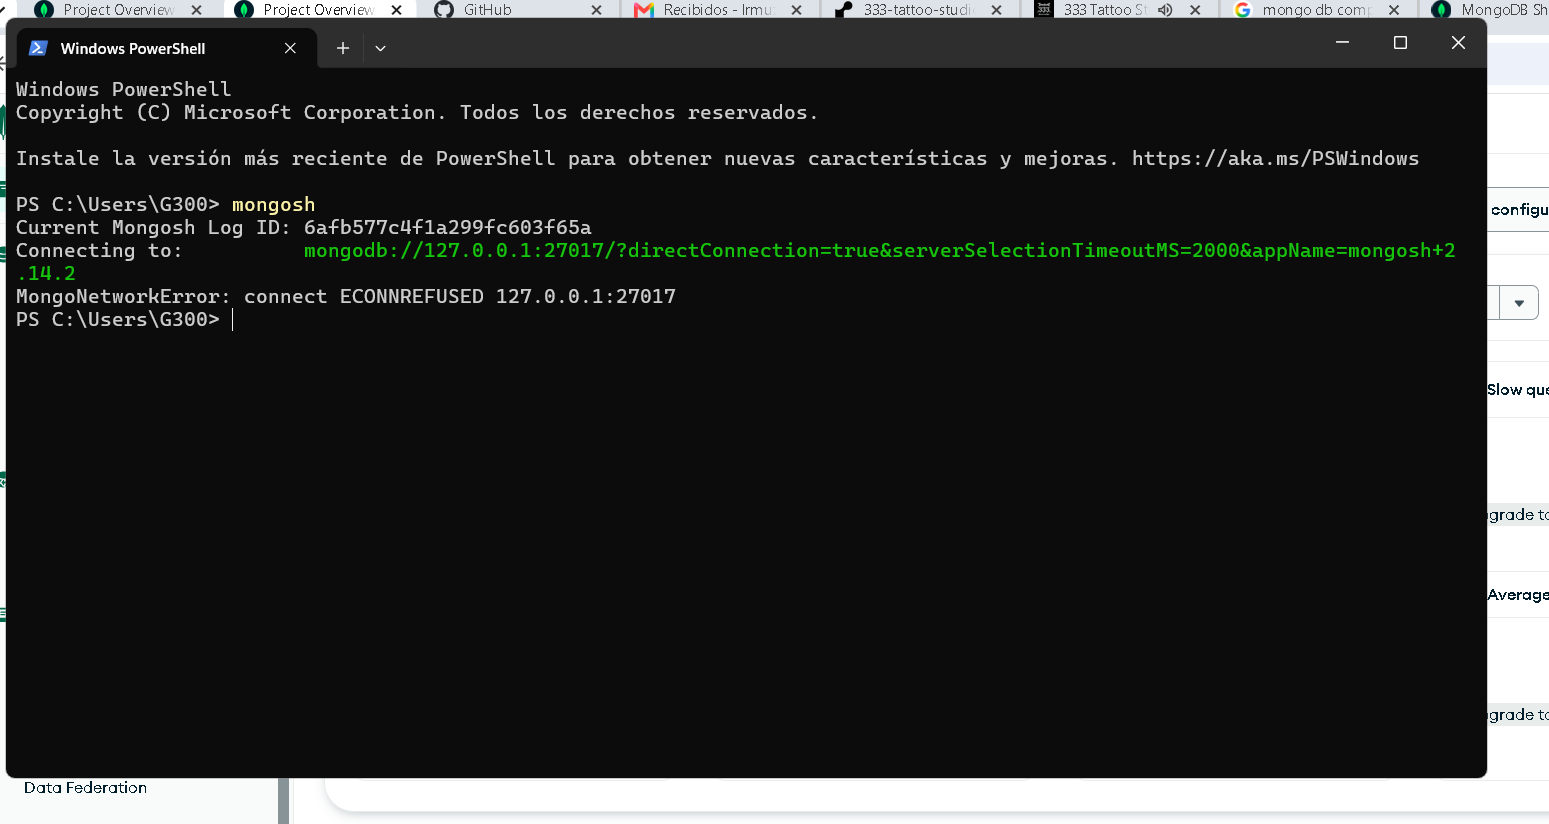 Project Overview
Project Overview
GitHub
Recibidos - lrmu
333-tattoo-studi
333 Tattoo St
mongo db comp
MongoDB Sh
Windows PowerShell
Windows PowerShell
Copyright (C) Microsoft Corporation. Todos los derechos reservados.
Instale la versión más reciente de PowerShell para obtener nuevas características y mejoras. https://aka.ms/PSWindows
PS C:\Users\G300> mongosh
Current Mongosh Log ID: 6afb577c4f1a299fc603f65a
Connecting to: mongodb://127.0.0.1:27017/?directConnection=true&serverSelectionTimeoutMS=2000&appName=mongosh+2
.14.2
MongoNetworkError: connect ECONNREFUSED 127.0.0.1:27017
PS C:\Users\G300>
configu
Slow que
grade to
Average
grade to
Data Federation